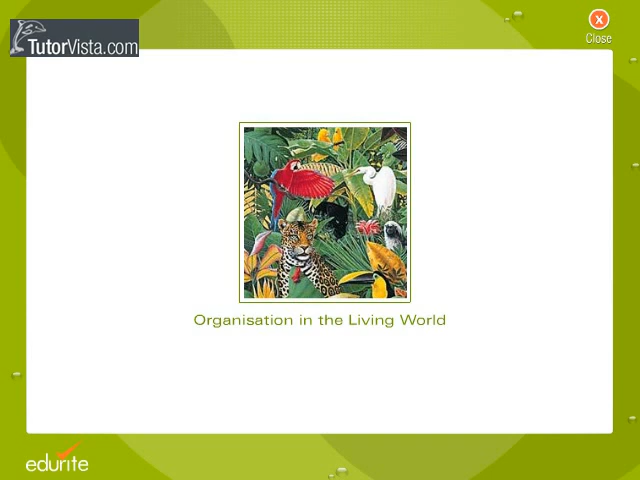 TutorVista.com
X
Close
Organisation in the Living World
edurite